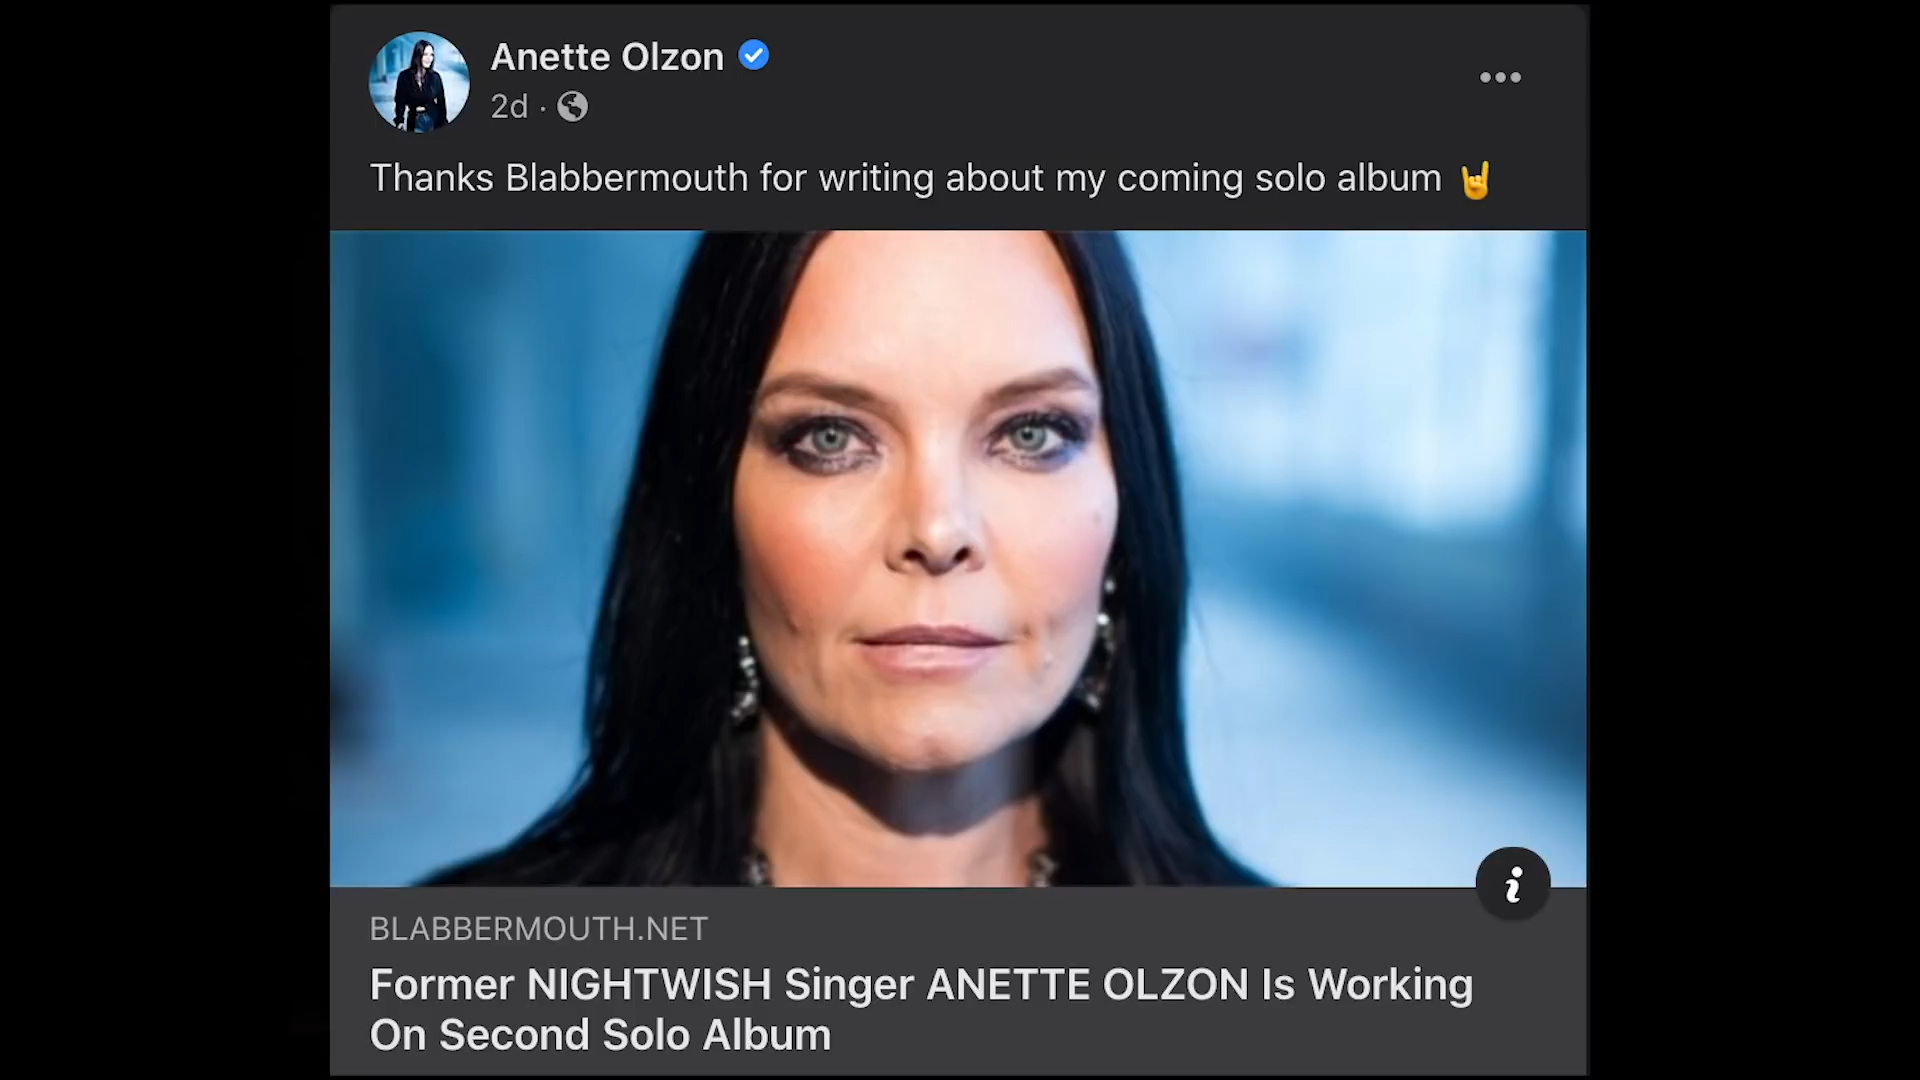 Anette Olzon
2d ·
Thanks Blabbermouth for writing about my coming solo album 🤘
BLABBERMOUTH.NET
Former NIGHTWISH Singer ANETTE OLZON Is Working
On Second Solo Album